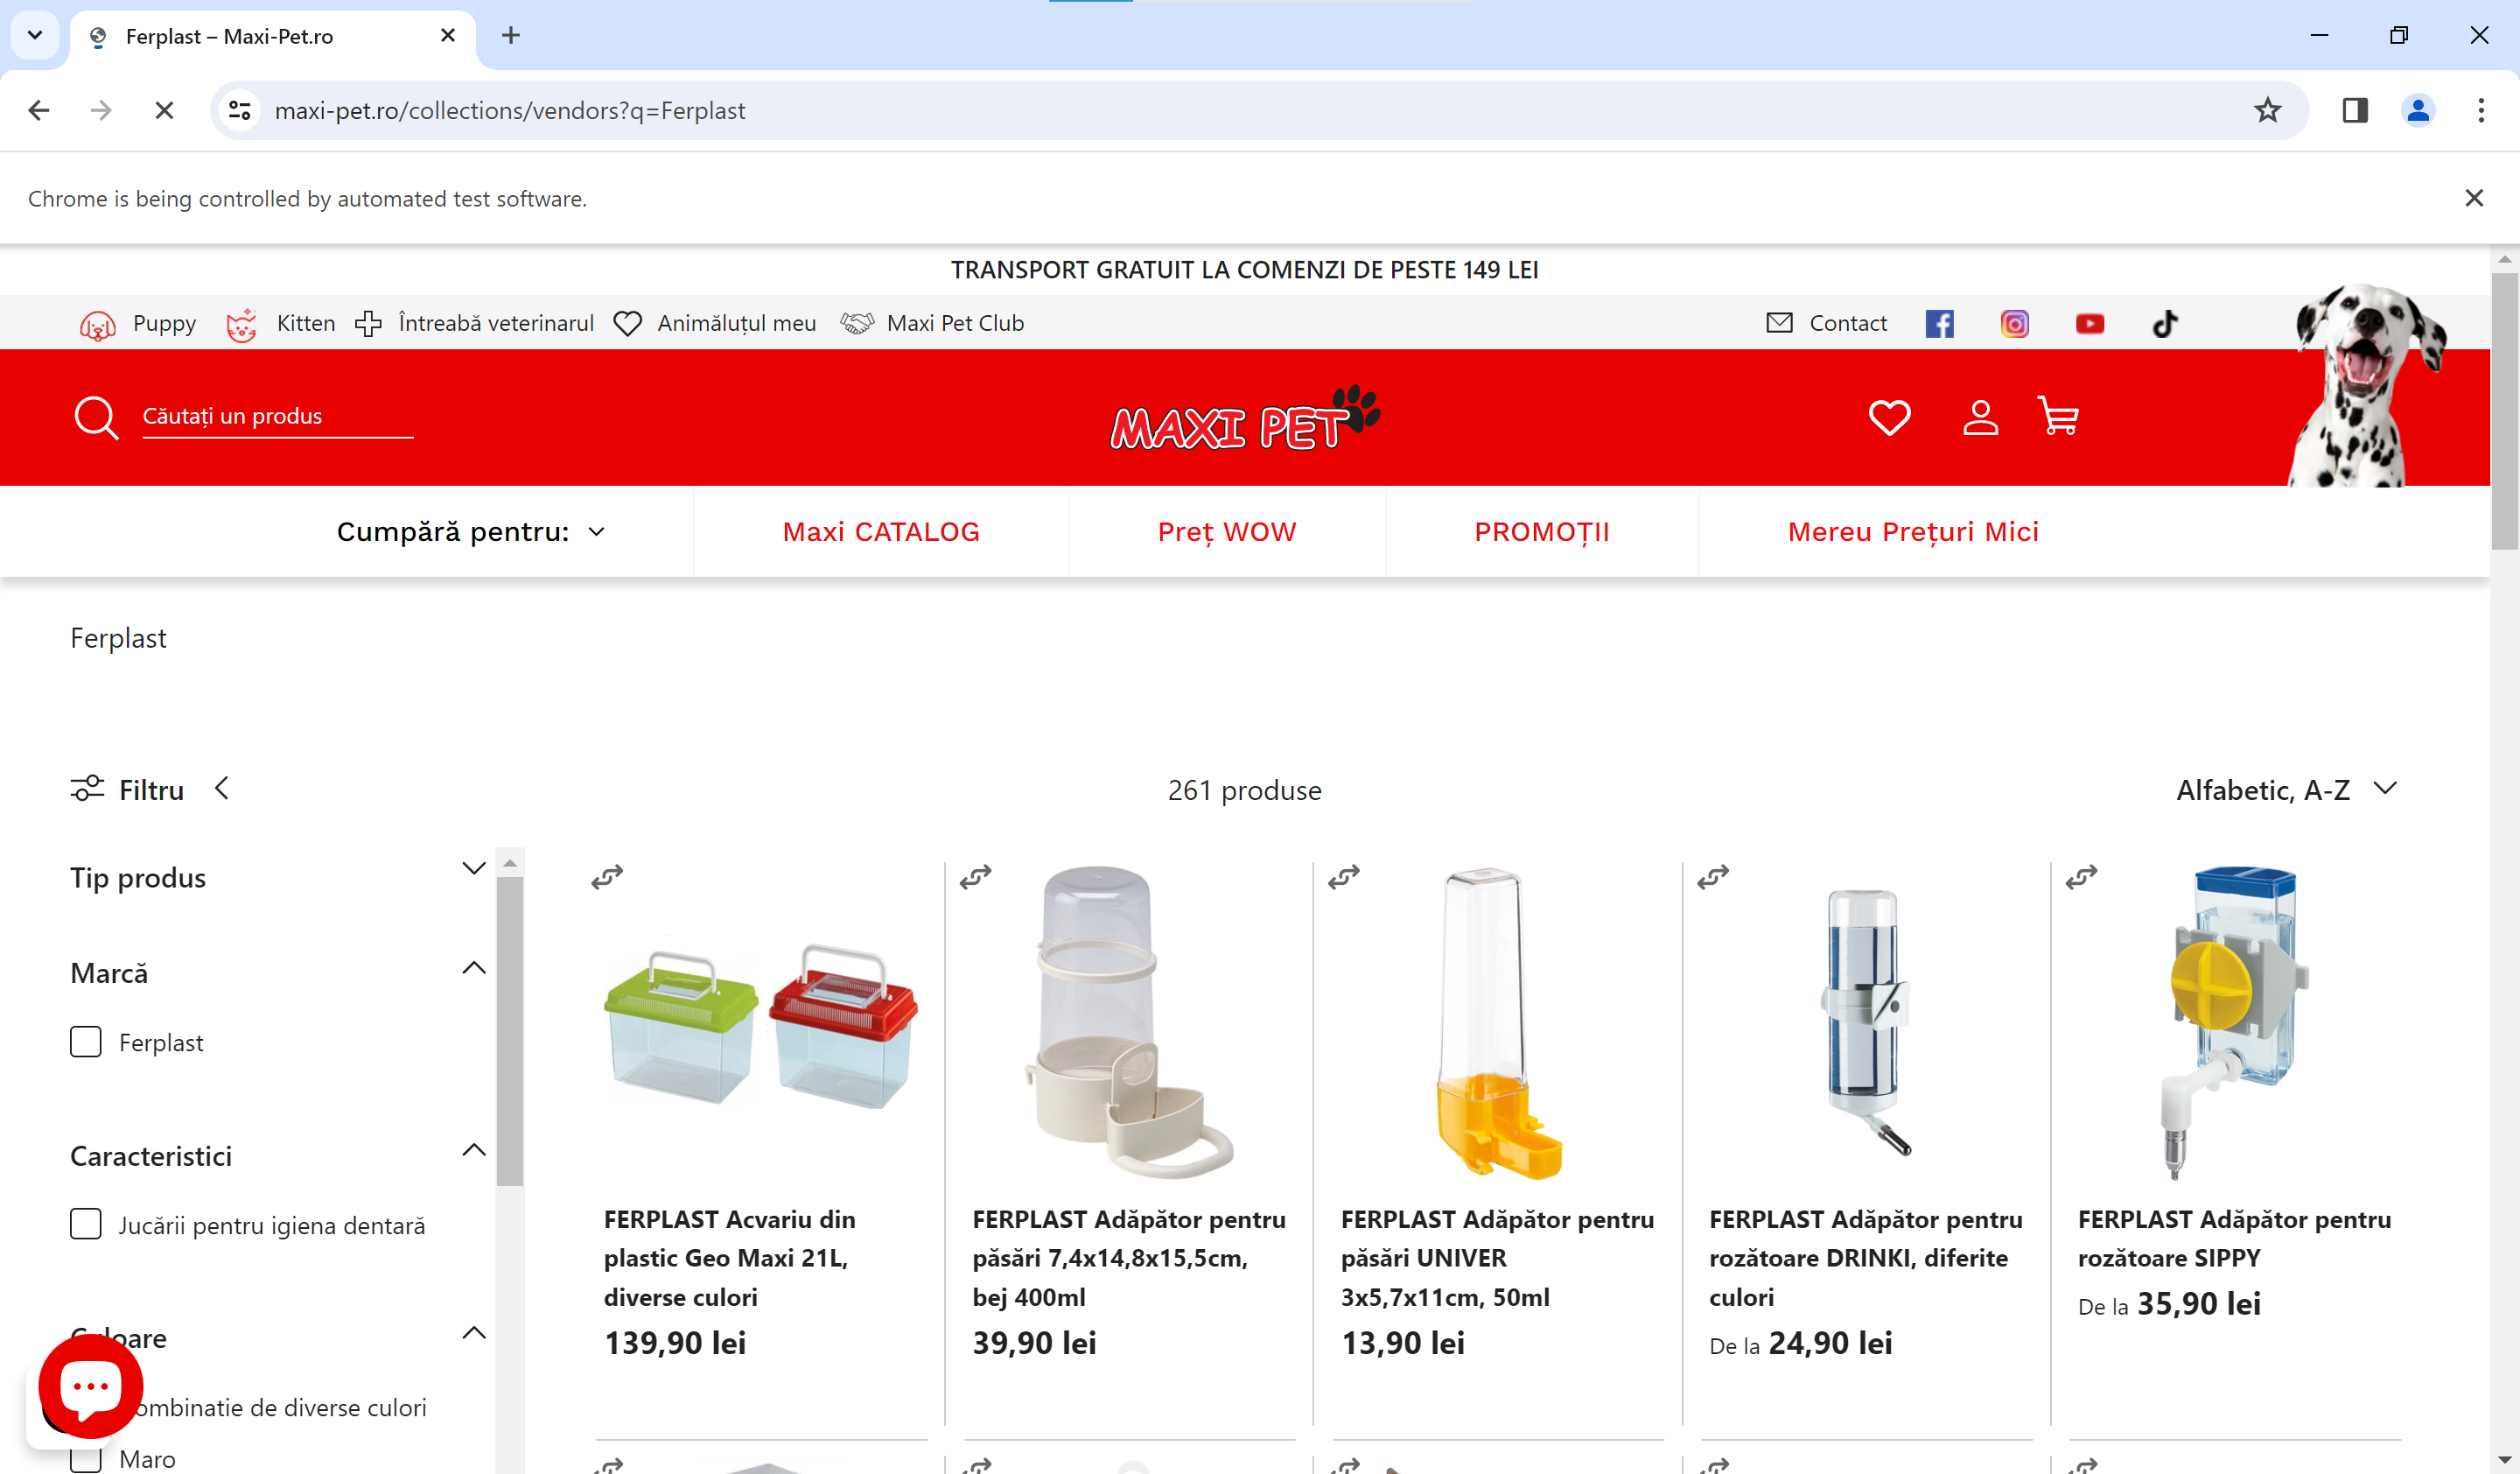 Ferplast – Maxi-Pet.ro
maxi-pet.ro/collections/vendors?q=Ferplast
Chrome is being controlled by automated test software.
TRANSPORT GRATUIT LA COMENZI DE PESTE 149 LEI
Puppy Kitten Întreabă veterinarul Animăluțul meu Maxi Pet Club Contact
Căutați un produs
MAXI PET
Cumpără pentru: Maxi CATALOG Preț WOW PROMOȚII Mereu Prețuri Mici
Ferplast
Filtru
261 produse
Alfabetic, A-Z
Tip produs
Marcă
Ferplast
Caracteristici
Jucării pentru igiena dentară
ombinatie de diverse culori
Maro
FERPLAST Acvariu din
plastic Geo Maxi 21L,
diverse culori
139,90 lei
FERPLAST Adăpător pentru
păsări 7,4x14,8x15,5cm,
bej 400ml
39,90 lei
FERPLAST Adăpător pentru
păsări UNIVER
3x5,7x11cm, 50ml
13,90 lei
FERPLAST Adăpător pentru
rozătoare DRINKI, diferite
culori
De la 24,90 lei
FERPLAST Adăpător pentru
rozătoare SIPPY
De la 35,90 lei